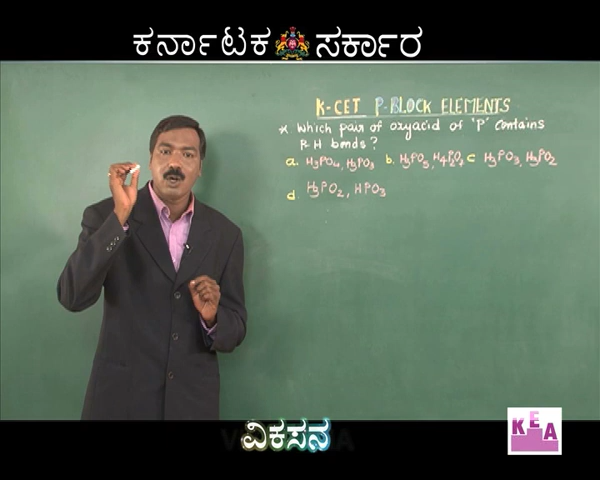 ಕರ್ನಾಟಕ ಸರ್ಕಾರ
K-CET P-BLOCK ELEMENTS
* Which pair of oxyacid of 'P' contains
P-H bonds?
a. H3PO4, H3PO3 b. H3PO3, H4P2O7 c H3PO3, H3PO2
d. H3PO2, HPO3
ವಿಕಸನ
KEA